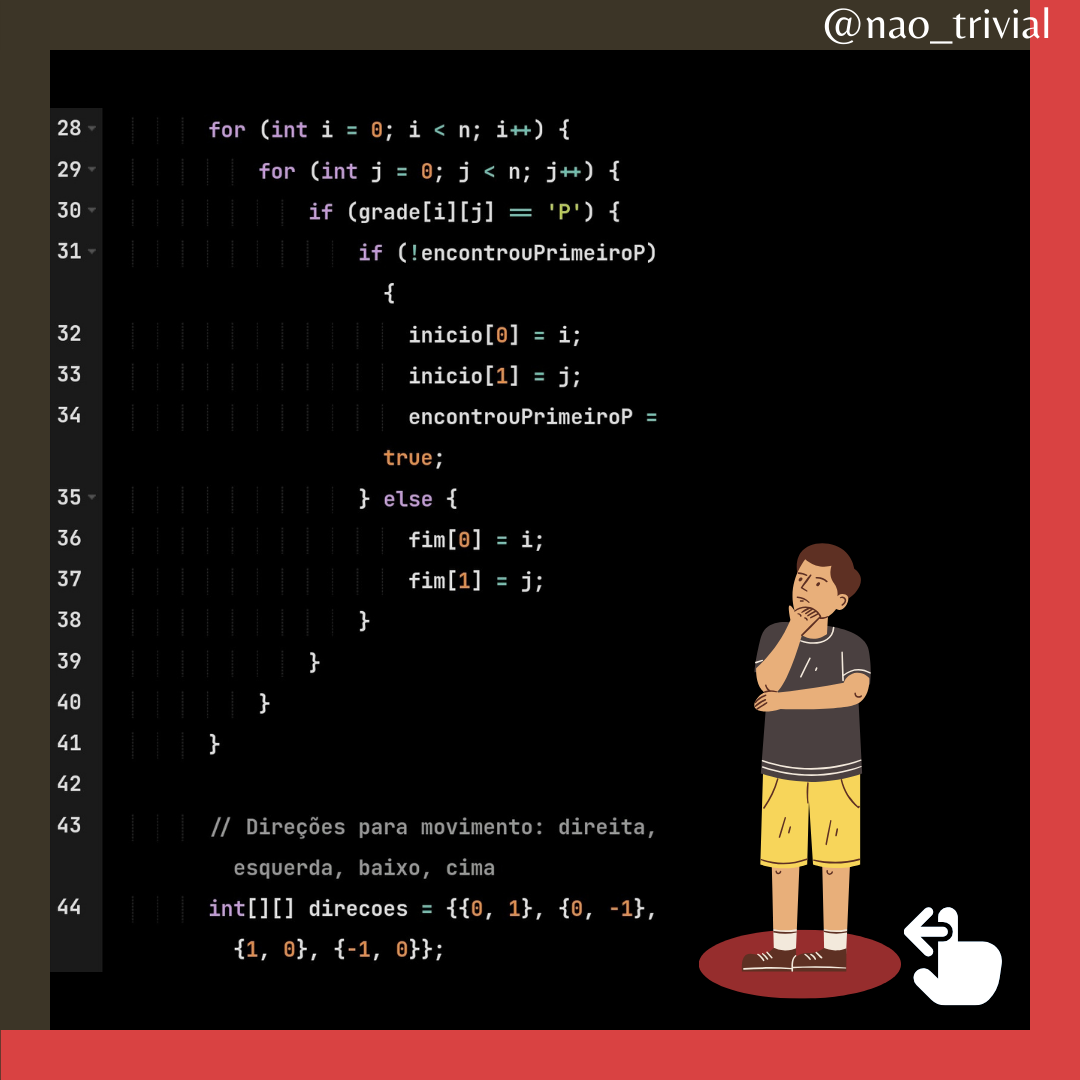 @nao_trivial
28 for (int i = 0; i < n; i++) {
29 for (int j = 0; j < n; j++) {
30 if (grade[i][j] == 'P') {
31 if (!encontrouPrimeiroP)
{
32 inicio[0] = i;
33 inicio[1] = j;
34 encontrouPrimeiroP =
true;
35 } else {
36 fim[0] = i;
37 fim[1] = j;
38 }
39 }
40 }
41 }
42
43 // Direções para movimento: direita,
esquerda, baixo, cima
44 int[][] direcoes = {{0, 1}, {0, -1},
{1, 0}, {-1, 0}};